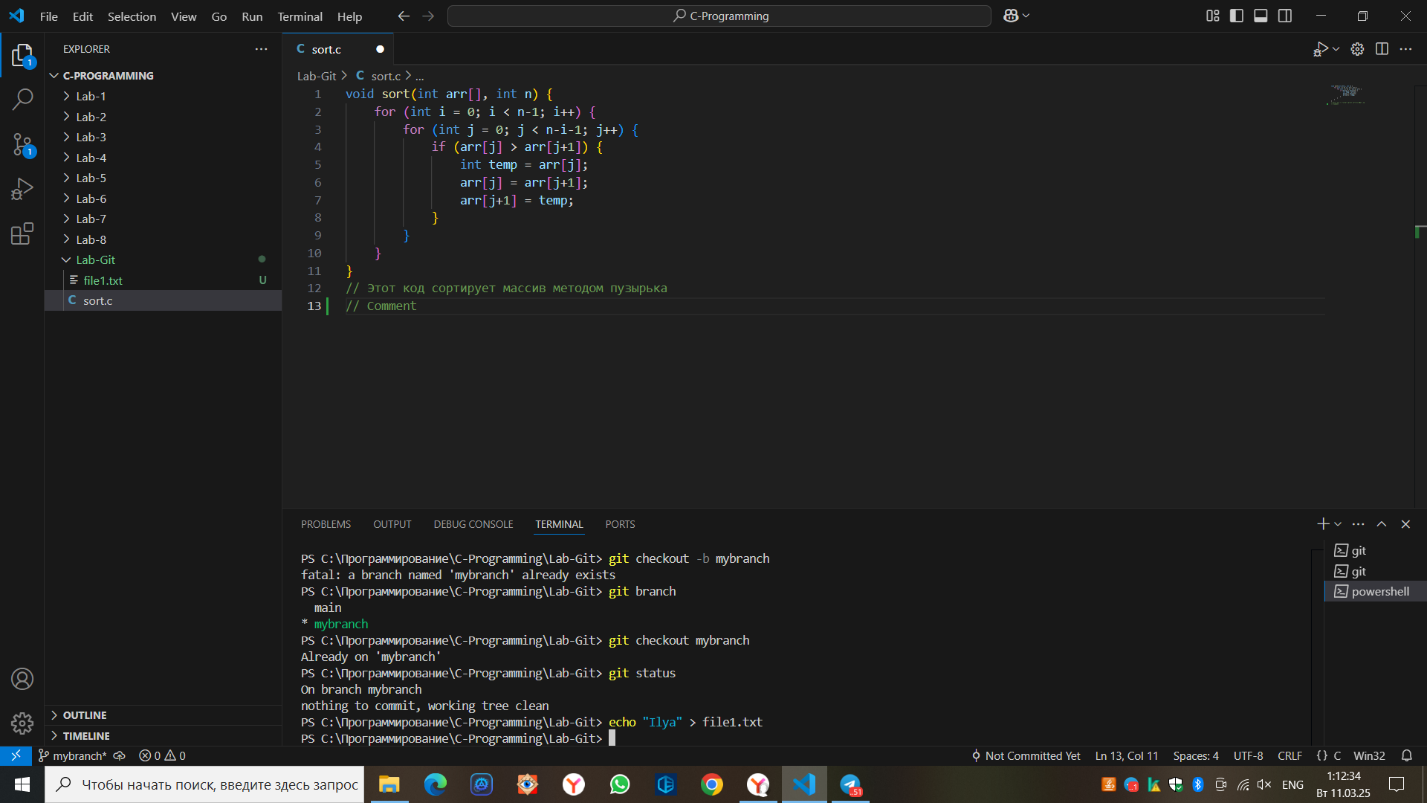 File Edit Selection View Go Run Terminal Help
C-Programming
EXPLORER
1
1
C-PROGRAMMING
Lab-1
Lab-2
Lab-3
Lab-4
Lab-5
Lab-6
Lab-7
Lab-8
Lab-Git
file1.txt U
C sort.c
OUTLINE
TIMELINE
C sort.c
Lab-Git > C sort.c > ...
1 void sort(int arr[], int n) {
2 for (int i = 0; i < n-1; i++) {
3 for (int j = 0; j < n-i-1; j++) {
4 if (arr[j] > arr[j+1]) {
5 int temp = arr[j];
6 arr[j] = arr[j+1];
7 arr[j+1] = temp;
8 }
9 }
10 }
11 }
12 // Этот код сортирует массив методом пузырька
13 // Comment
PROBLEMS OUTPUT DEBUG CONSOLE TERMINAL PORTS
PS C:\Программирование\C-Programming\Lab-Git> git checkout -b mybranch
fatal: a branch named 'mybranch' already exists
PS C:\Программирование\C-Programming\Lab-Git> git branch
main
* mybranch
PS C:\Программирование\C-Programming\Lab-Git> git checkout mybranch
Already on 'mybranch'
PS C:\Программирование\C-Programming\Lab-Git> git status
On branch mybranch
nothing to commit, working tree clean
PS C:\Программирование\C-Programming\Lab-Git> echo "Ilya" > file1.txt
PS C:\Программирование\C-Programming\Lab-Git>
git
git
powershell
mybranch* 0 0 Not Committed Yet Ln 13, Col 11 Spaces: 4 UTF-8 CRLF {} C Win32
Чтобы начать поиск, введите здесь запрос
51
ENG
1:12:34
Вт 11.03.25